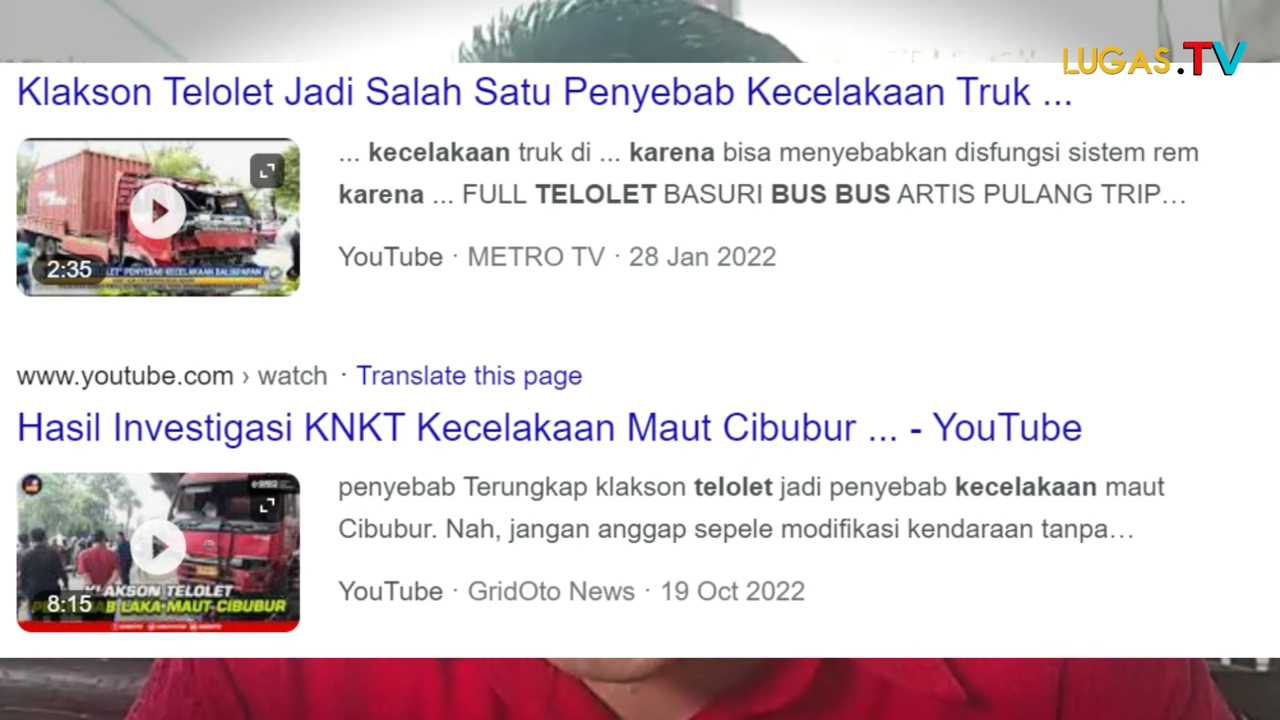 LUGAS.TV
Klakson Telolet Jadi Salah Satu Penyebab Kecelakaan Truk ...
... kecelakaan truk di ... karena bisa menyebabkan disfungsi sistem rem
karena ... FULL TELOLET BASURI BUS BUS ARTIS PULANG TRIP...
YouTube · METRO TV · 28 Jan 2022
2:35
www.youtube.com › watch · Translate this page
Hasil Investigasi KNKT Kecelakaan Maut Cibubur ... - YouTube
penyebab Terungkap klakson telolet jadi penyebab kecelakaan maut
Cibubur. Nah, jangan anggap sepele modifikasi kendaraan tanpa...
YouTube · GridOto News · 19 Oct 2022
KLAKSON TELOLET
LAKA MAUT CIBUBUR
8:15